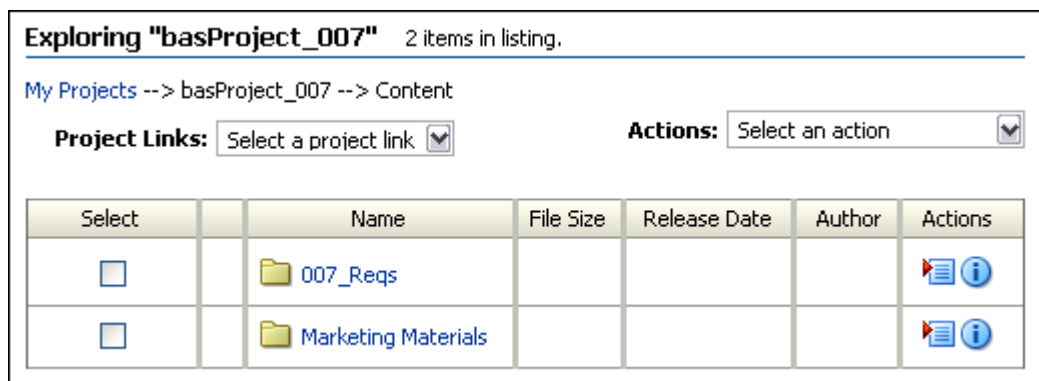 Exploring "basProject_007" 2 items in listing.
My Projects --> basProject_007 --> Content
Project Links: Select a project link Actions: Select an action
Select Name File Size Release Date Author Actions
007_Reqs
Marketing Materials